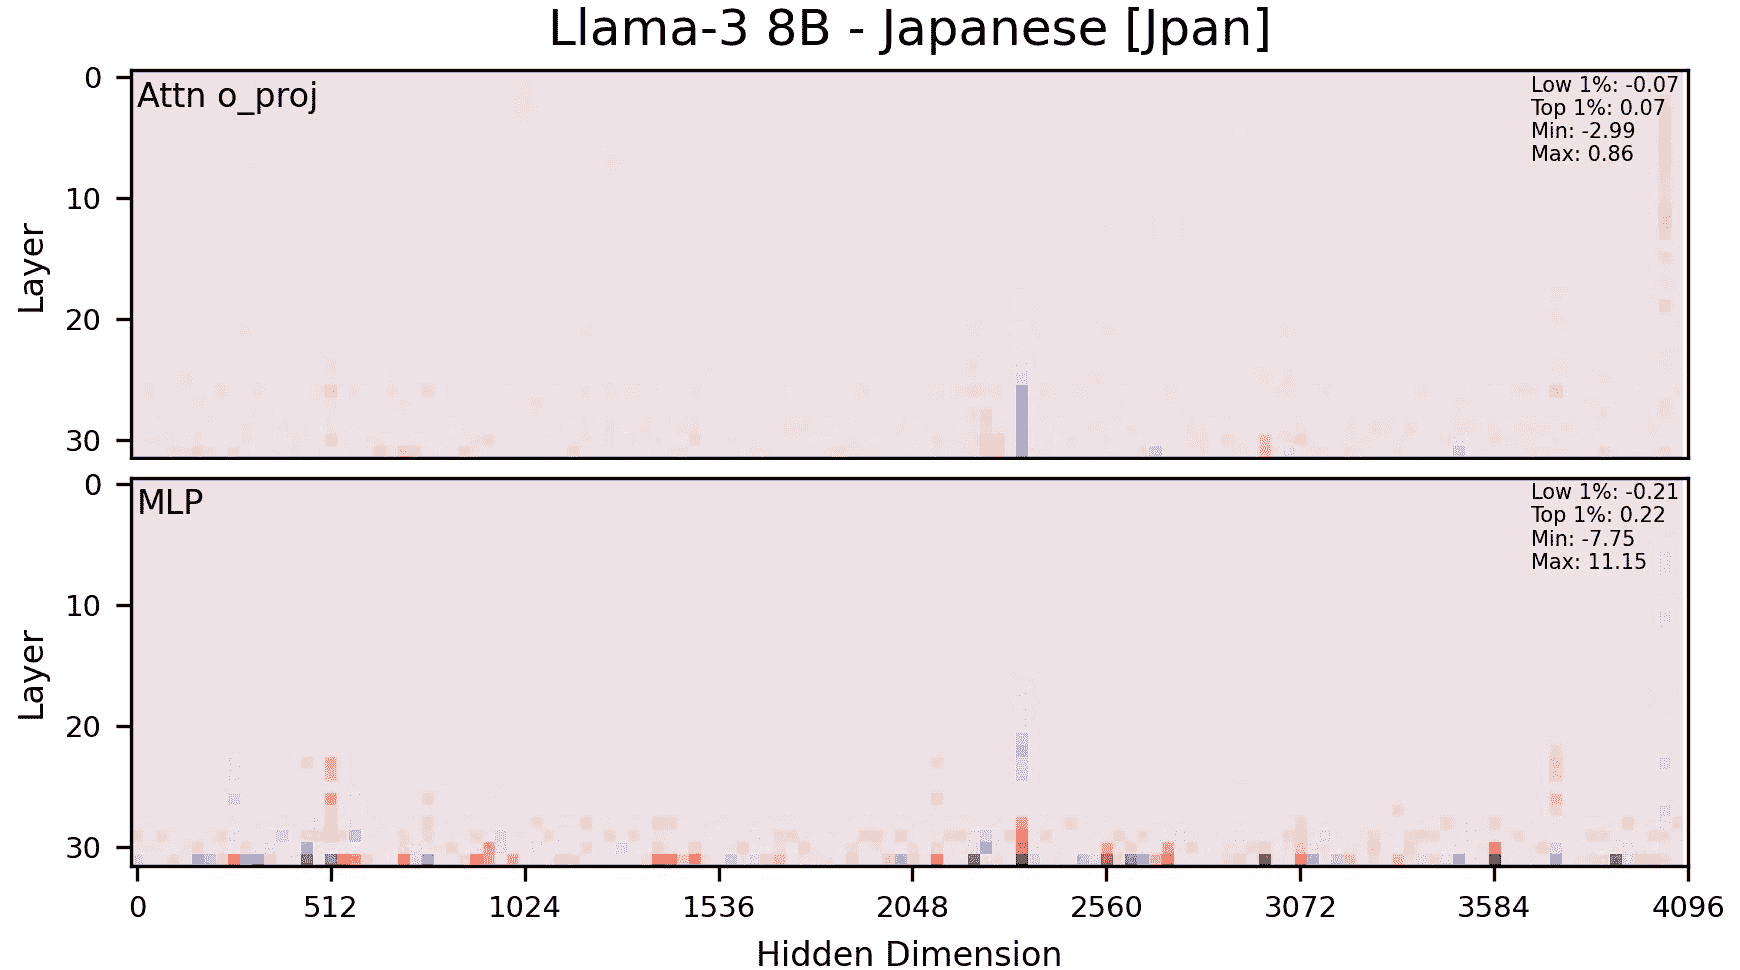 Llama-3 8B - Japanese [Jpan]
Attn o_proj
Low 1%: -0.07
Top 1%: 0.07
Min: -2.99
Max: 0.86
0
10
20
30
Layer
MLP
Low 1%: -0.21
Top 1%: 0.22
Min: -7.75
Max: 11.15
0
10
20
30
Layer
0 512 1024 1536 2048 2560 3072 3584 4096
Hidden Dimension